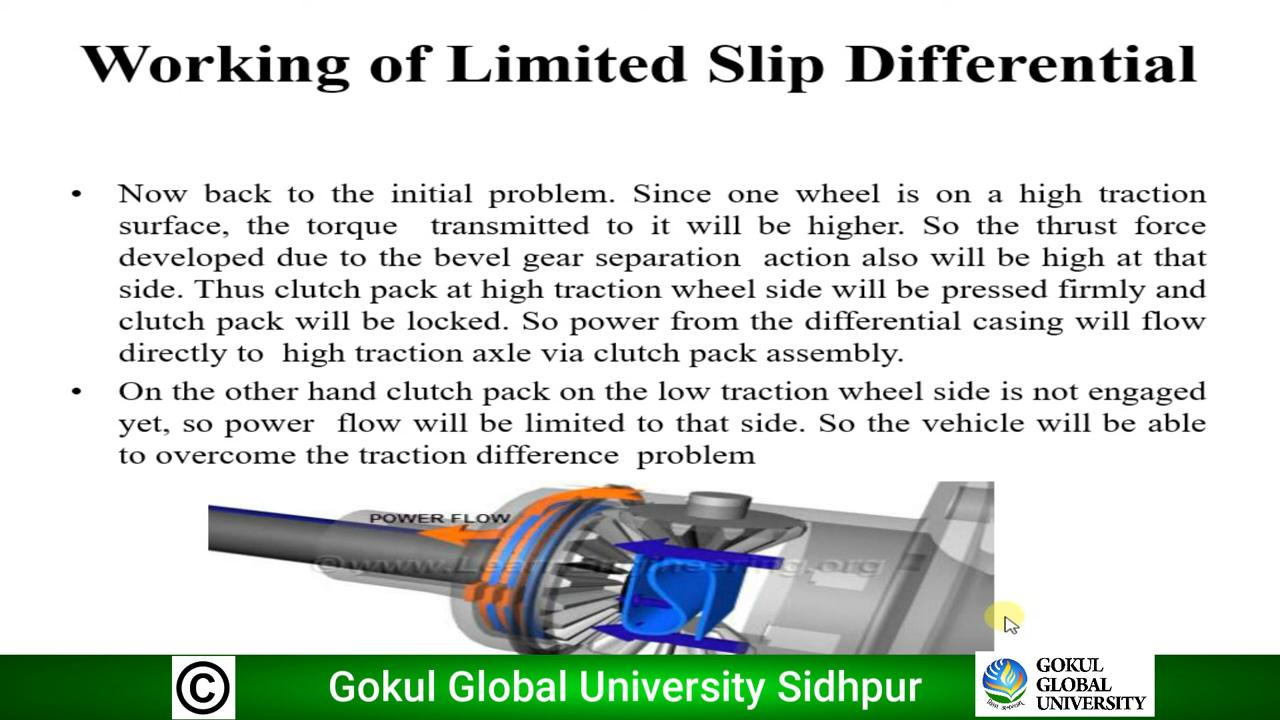 Working of Limited Slip Differential
• Now back to the initial problem. Since one wheel is on a high traction
surface, the torque transmitted to it will be higher. So the thrust force
developed due to the bevel gear separation action also will be high at that
side. Thus clutch pack at high traction wheel side will be pressed firmly and
clutch pack will be locked. So power from the differential casing will flow
directly to high traction axle via clutch pack assembly.
• On the other hand clutch pack on the low traction wheel side is not engaged
yet, so power flow will be limited to that side. So the vehicle will be able
to overcome the traction difference problem
POWER FLOW
©www.LearnEngineering.org
©
Gokul Global University Sidhpur
GOKUL
GLOBAL
UNIVERSITY